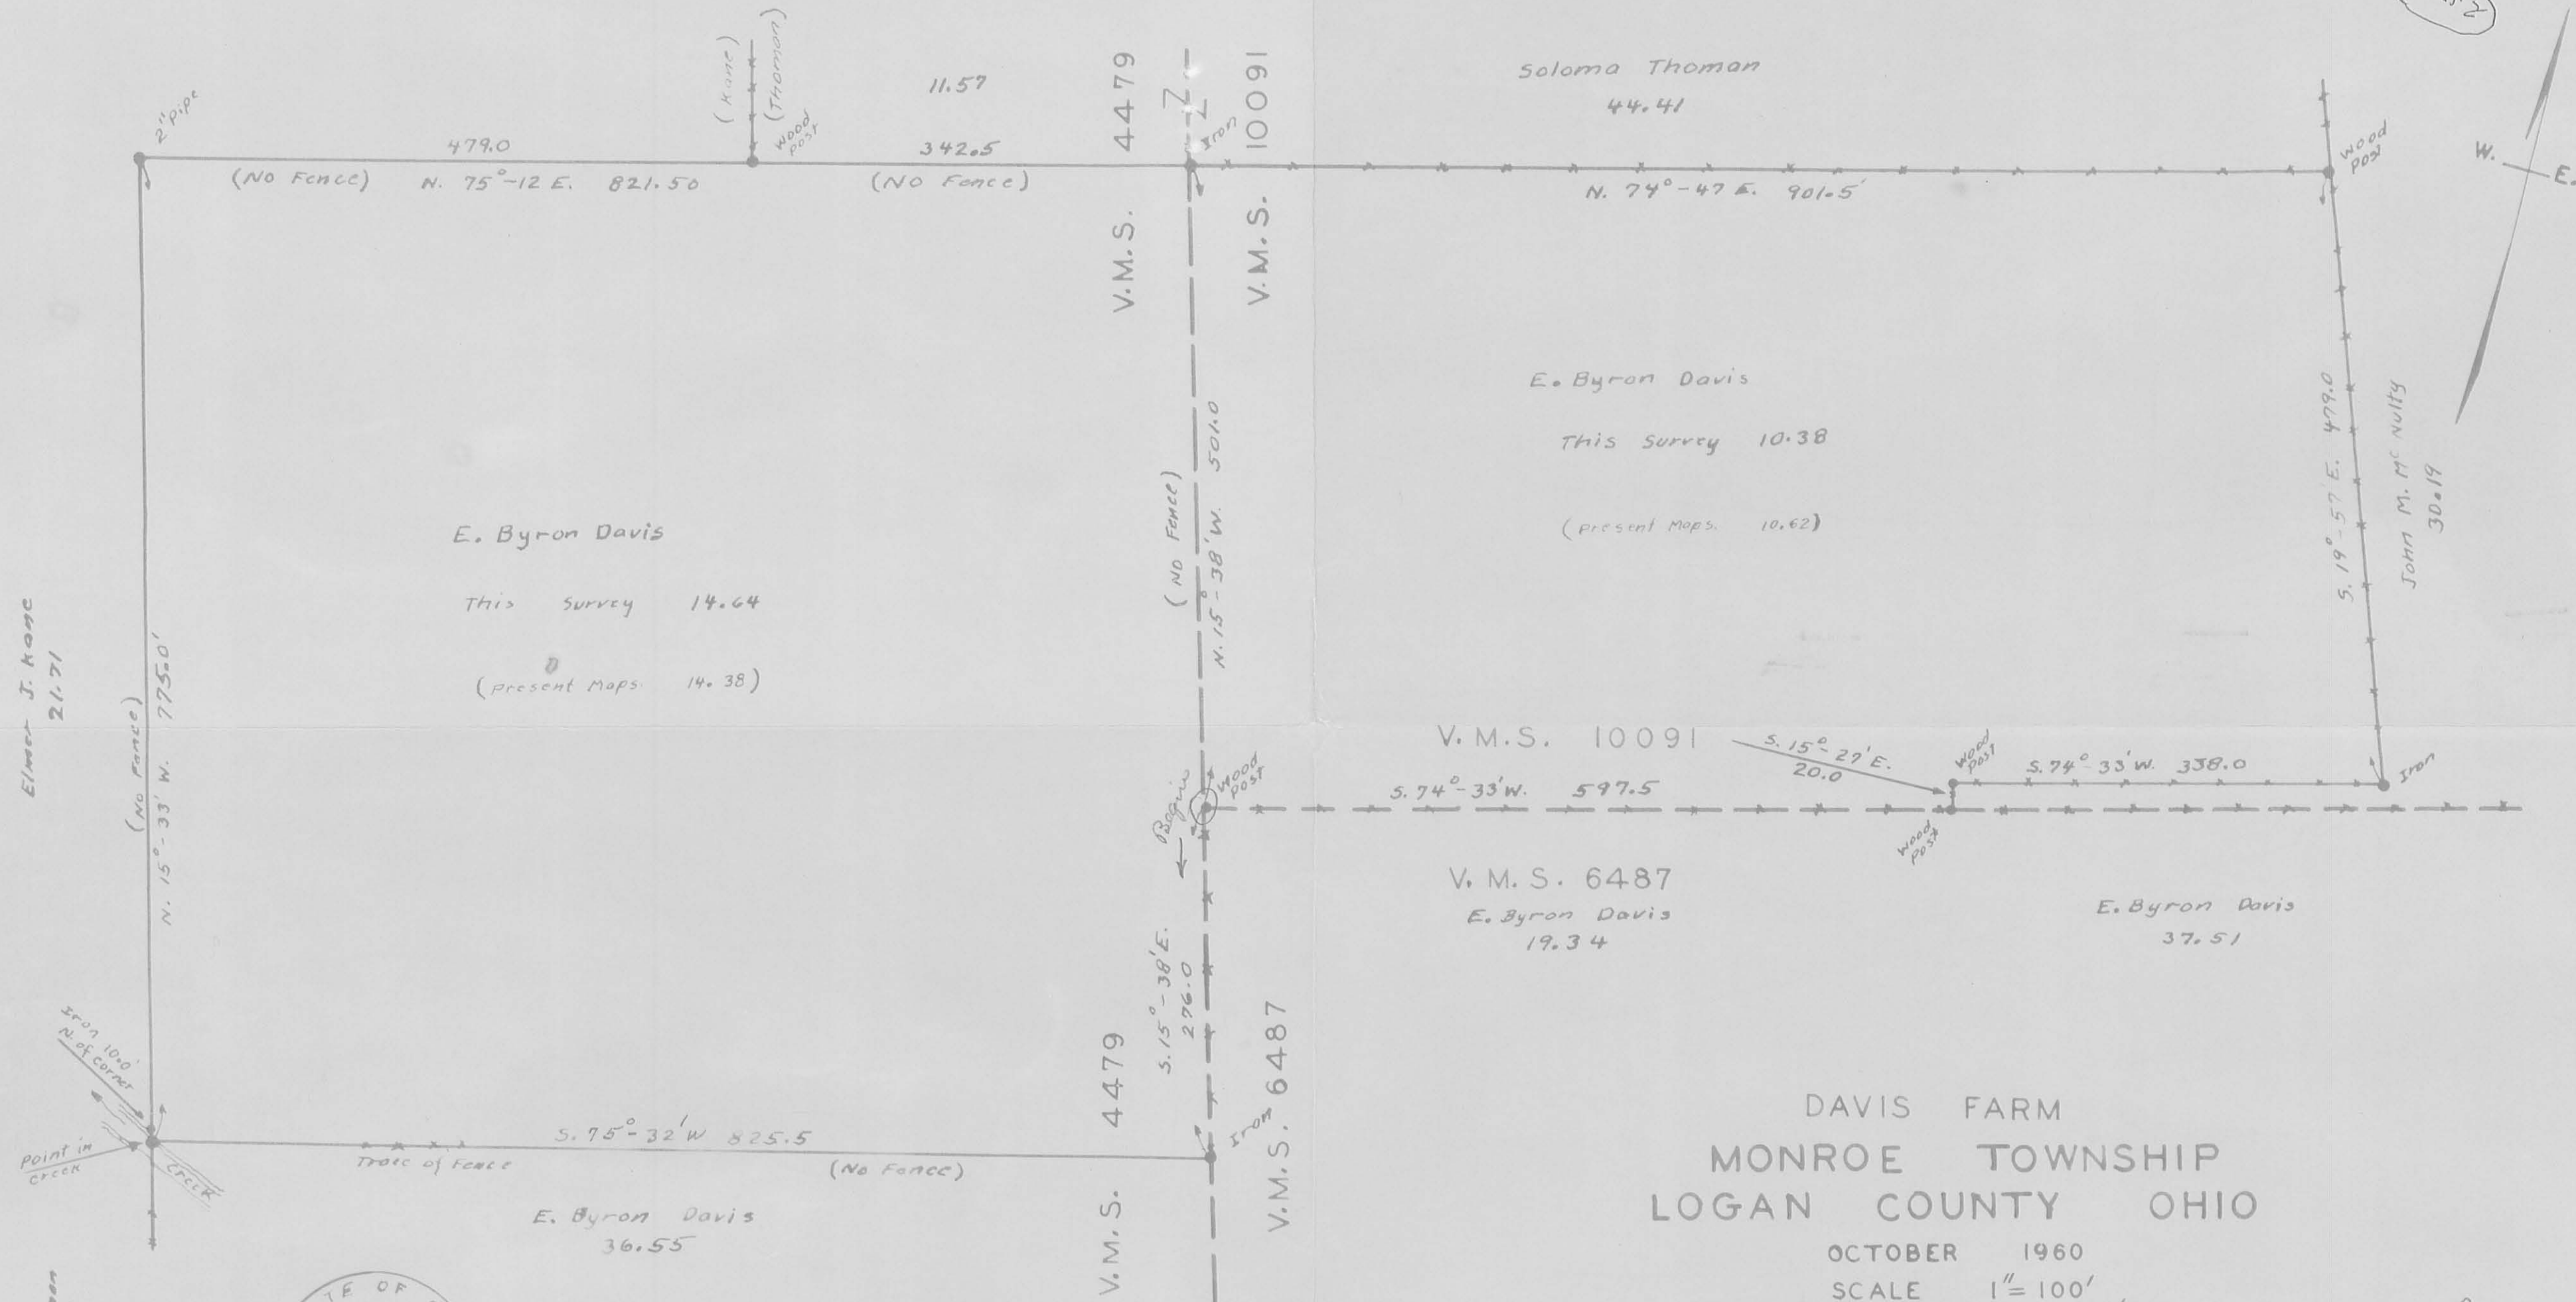 2" Pipe
479.0
(No Fence) N. 75°-12 E. 821.50
(Kane)
(Thoman)
Wood
Post
11.57
342.5
(No Fence)
V.M.S. 4479
Iron
V.M.S. 10091
Soloma Thoman
44.41
N. 74°-47 E. 901.5'
Wood
Post
W.
E.
E. Byron Davis
This Survey 14.64
(Present Maps. 14.38)
E. Byron Davis
This Survey 10.38
(Present Maps. 10.62)
(No Fence)
N. 15°-38' W. 501.0
S. 19°-57' E. 479.0
John M. McNulty
30.19
Elmer J. Kane
21.71
(No Fence)
N. 15°-33' W. 775.0'
V.M.S. 10091
S. 15°-27' E.
20.0
Wood
Post
S. 74°-33' W. 338.0
Iron
S. 74°-33' W. 597.5
Wood
Post
Begin
Wood
Post
V.M.S. 6487
E. Byron Davis
19.34
E. Byron Davis
37.51
S. 15°-38' E.
276.0
V.M.S. 4479
V.M.S. 6487
Iron
Iron 10.0'
N. of corner
Point in
creek
Creek
S. 75°-32' W 825.5
Trace of Fence
(No Fence)
E. Byron Davis
36.55
DAVIS FARM
MONROE TOWNSHIP
LOGAN COUNTY OHIO
OCTOBER 1960
SCALE 1"=100'
OF